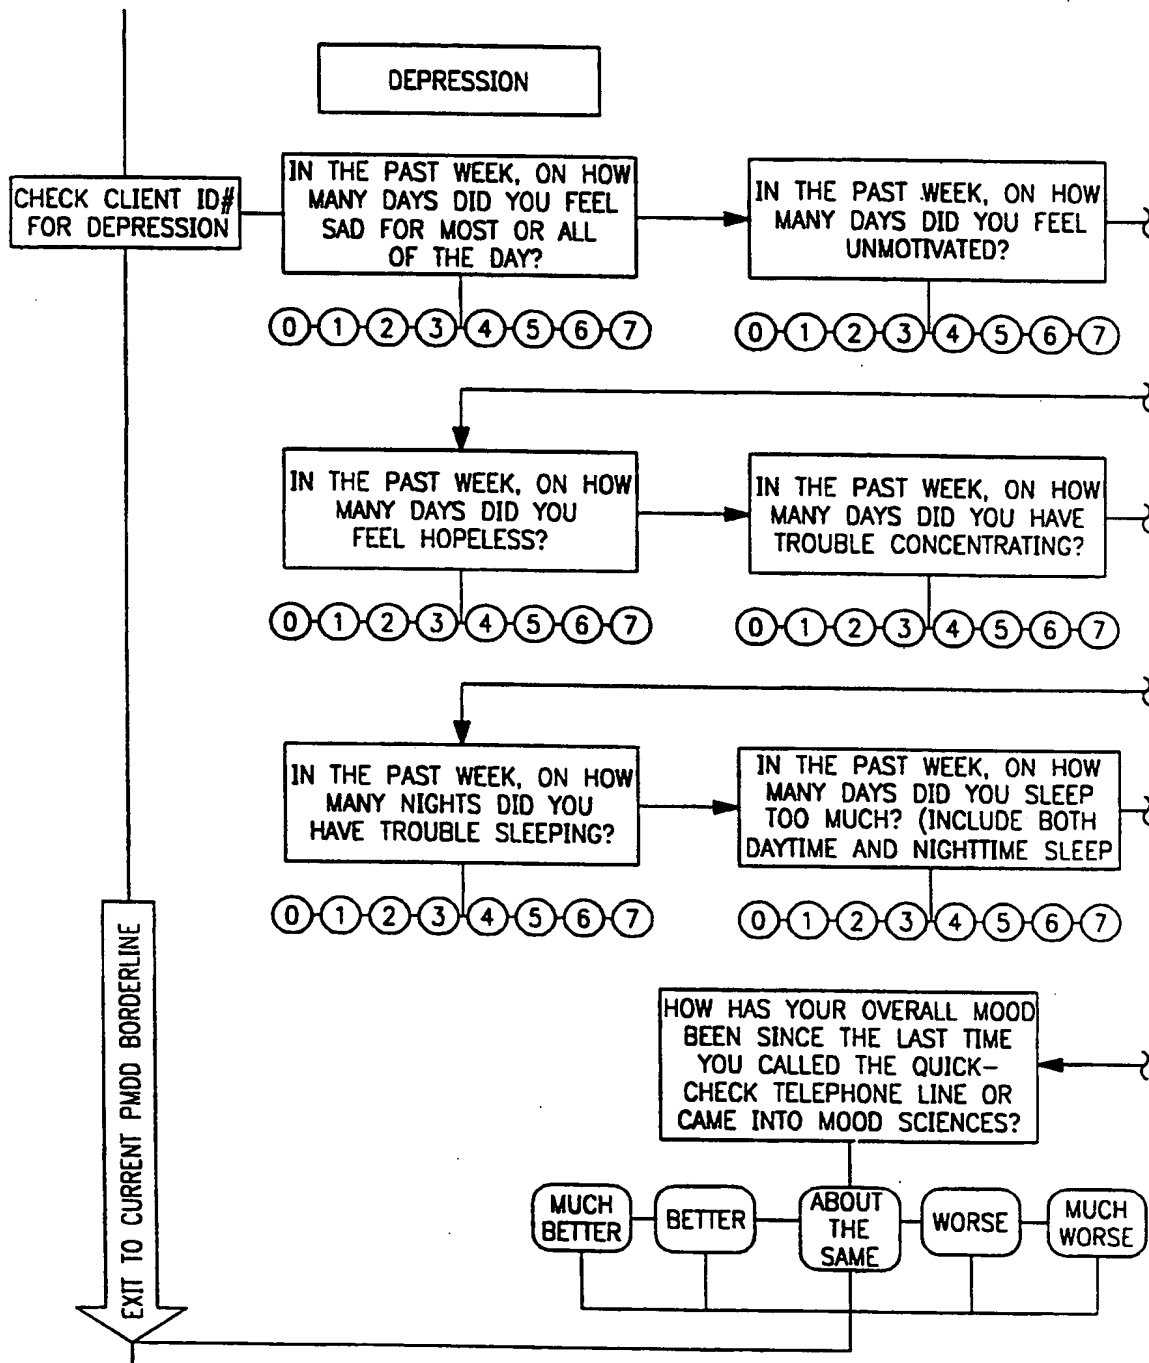 DEPRESSION
CHECK CLIENT ID#
FOR DEPRESSION
IN THE PAST WEEK, ON HOW
MANY DAYS DID YOU FEEL
SAD FOR MOST OR ALL
OF THE DAY?
IN THE PAST WEEK, ON HOW
MANY DAYS DID YOU FEEL
UNMOTIVATED?
0 1 2 3 4 5 6 7
0 1 2 3 4 5 6 7
IN THE PAST WEEK, ON HOW
MANY DAYS DID YOU
FEEL HOPELESS?
IN THE PAST WEEK, ON HOW
MANY DAYS DID YOU HAVE
TROUBLE CONCENTRATING?
0 1 2 3 4 5 6 7
0 1 2 3 4 5 6 7
IN THE PAST WEEK, ON HOW
MANY NIGHTS DID YOU
HAVE TROUBLE SLEEPING?
IN THE PAST WEEK, ON HOW
MANY DAYS DID YOU SLEEP
TOO MUCH? (INCLUDE BOTH
DAYTIME AND NIGHTTIME SLEEP
0 1 2 3 4 5 6 7
0 1 2 3 4 5 6 7
EXIT TO CURRENT PMDD BORDERLINE
HOW HAS YOUR OVERALL MOOD
BEEN SINCE THE LAST TIME
YOU CALLED THE QUICK-
CHECK TELEPHONE LINE OR
CAME INTO MOOD SCIENCES?
MUCH
BETTER
BETTER
ABOUT
THE
SAME
WORSE
MUCH
WORSE